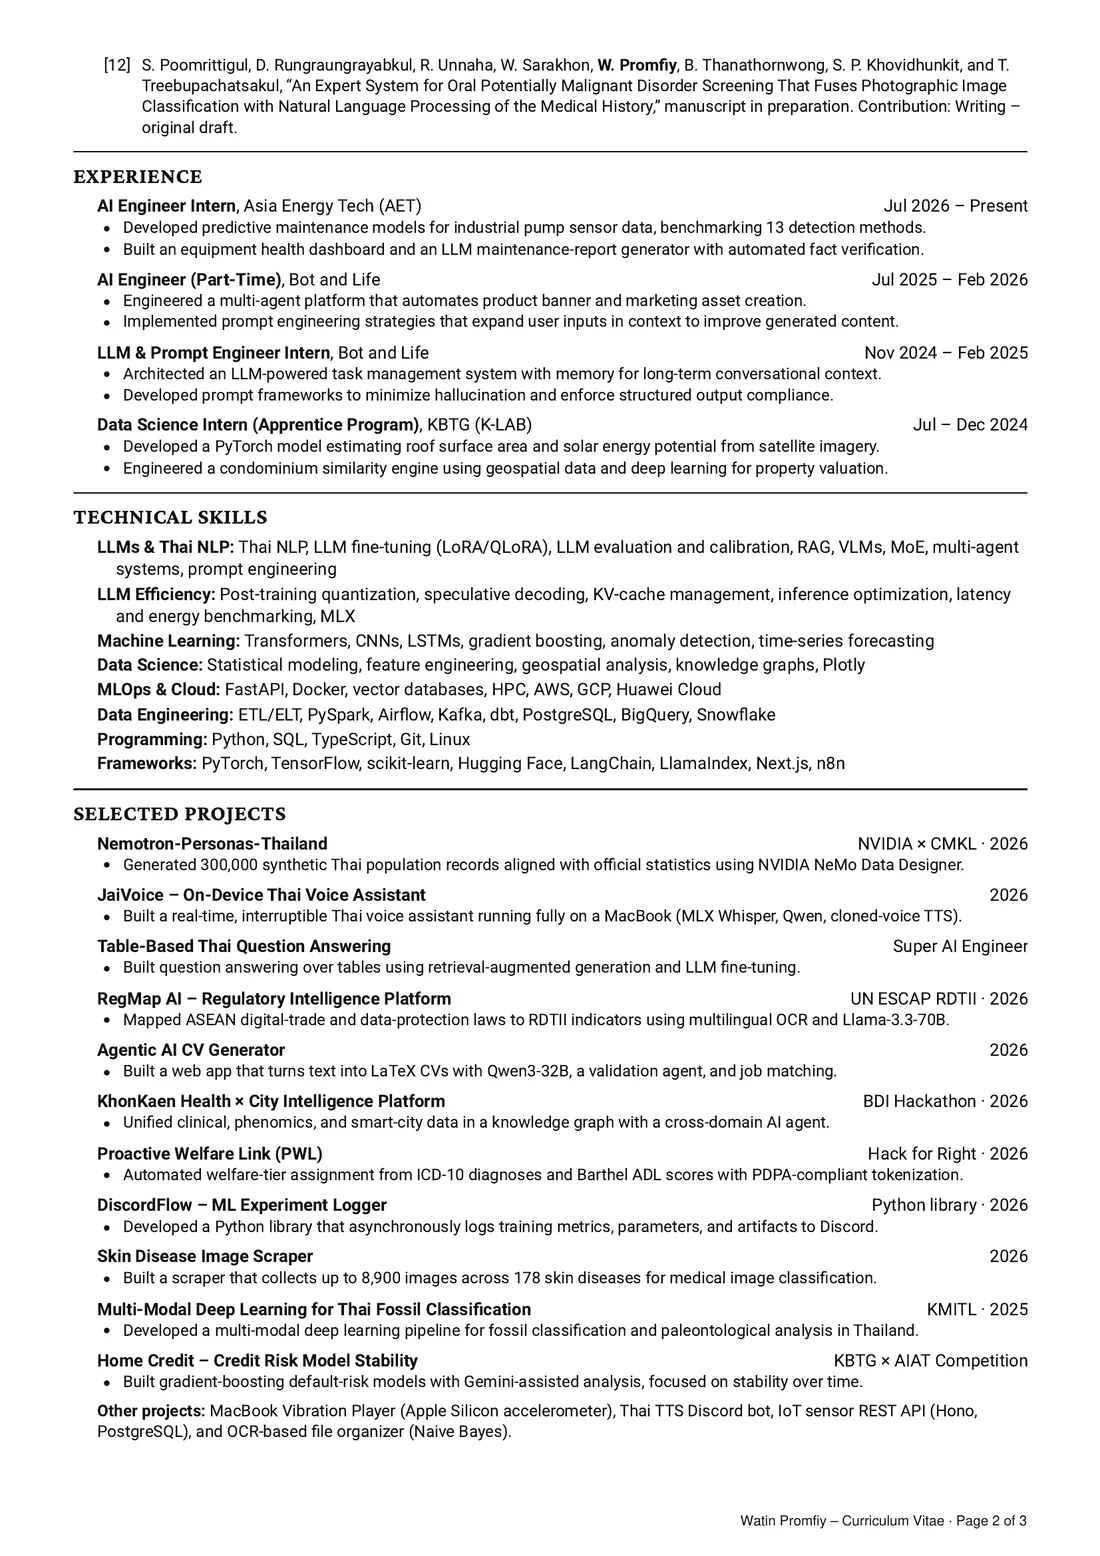 [12] S. Poomrittigul, D. Rungraungrayabkul, R. Unnaha, W. Sarakhon, W. Promfiy, B. Thanathornwong, S. P. Khovidhunkit, and T.
Treebupachatsakul, “An Expert System for Oral Potentially Malignant Disorder Screening That Fuses Photographic Image
Classification with Natural Language Processing of the Medical History,” manuscript in preparation. Contribution: Writing –
original draft.
EXPERIENCE
AI Engineer Intern, Asia Energy Tech (AET) Jul 2026 – Present
• Developed predictive maintenance models for industrial pump sensor data, benchmarking 13 detection methods.
• Built an equipment health dashboard and an LLM maintenance-report generator with automated fact verification.
AI Engineer (Part-Time), Bot and Life Jul 2025 – Feb 2026
• Engineered a multi-agent platform that automates product banner and marketing asset creation.
• Implemented prompt engineering strategies that expand user inputs in context to improve generated content.
LLM & Prompt Engineer Intern, Bot and Life Nov 2024 – Feb 2025
• Architected an LLM-powered task management system with memory for long-term conversational context.
• Developed prompt frameworks to minimize hallucination and enforce structured output compliance.
Data Science Intern (Apprentice Program), KBTG (K-LAB) Jul – Dec 2024
• Developed a PyTorch model estimating roof surface area and solar energy potential from satellite imagery.
• Engineered a condominium similarity engine using geospatial data and deep learning for property valuation.
TECHNICAL SKILLS
LLMs & Thai NLP: Thai NLP, LLM fine-tuning (LoRA/QLoRA), LLM evaluation and calibration, RAG, VLMs, MoE, multi-agent
systems, prompt engineering
LLM Efficiency: Post-training quantization, speculative decoding, KV-cache management, inference optimization, latency
and energy benchmarking, MLX
Machine Learning: Transformers, CNNs, LSTMs, gradient boosting, anomaly detection, time-series forecasting
Data Science: Statistical modeling, feature engineering, geospatial analysis, knowledge graphs, Plotly
MLOps & Cloud: FastAPI, Docker, vector databases, HPC, AWS, GCP, Huawei Cloud
Data Engineering: ETL/ELT, PySpark, Airflow, Kafka, dbt, PostgreSQL, BigQuery, Snowflake
Programming: Python, SQL, TypeScript, Git, Linux
Frameworks: PyTorch, TensorFlow, scikit-learn, Hugging Face, LangChain, LlamaIndex, Next.js, n8n
SELECTED PROJECTS
Nemotron-Personas-Thailand NVIDIA × CMKL · 2026
• Generated 300,000 synthetic Thai population records aligned with official statistics using NVIDIA NeMo Data Designer.
JaiVoice – On-Device Thai Voice Assistant 2026
• Built a real-time, interruptible Thai voice assistant running fully on a MacBook (MLX Whisper, Qwen, cloned-voice TTS).
Table-Based Thai Question Answering Super AI Engineer
• Built question answering over tables using retrieval-augmented generation and LLM fine-tuning.
RegMap AI – Regulatory Intelligence Platform UN ESCAP RDTII · 2026
• Mapped ASEAN digital-trade and data-protection laws to RDTII indicators using multilingual OCR and Llama-3.3-70B.
Agentic AI CV Generator 2026
• Built a web app that turns text into LaTeX CVs with Qwen3-32B, a validation agent, and job matching.
KhonKaen Health × City Intelligence Platform BDI Hackathon · 2026
• Unified clinical, phenomics, and smart-city data in a knowledge graph with a cross-domain AI agent.
Proactive Welfare Link (PWL) Hack for Right · 2026
• Automated welfare-tier assignment from ICD-10 diagnoses and Barthel ADL scores with PDPA-compliant tokenization.
DiscordFlow – ML Experiment Logger Python library · 2026
• Developed a Python library that asynchronously logs training metrics, parameters, and artifacts to Discord.
Skin Disease Image Scraper 2026
• Built a scraper that collects up to 8,900 images across 178 skin diseases for medical image classification.
Multi-Modal Deep Learning for Thai Fossil Classification KMITL · 2025
• Developed a multi-modal deep learning pipeline for fossil classification and paleontological analysis in Thailand.
Home Credit – Credit Risk Model Stability KBTG × AIAT Competition
• Built gradient-boosting default-risk models with Gemini-assisted analysis, focused on stability over time.
Other projects: MacBook Vibration Player (Apple Silicon accelerometer), Thai TTS Discord bot, IoT sensor REST API (Hono,
PostgreSQL), and OCR-based file organizer (Naive Bayes).
Watin Promfiy – Curriculum Vitae · Page 2 of 3